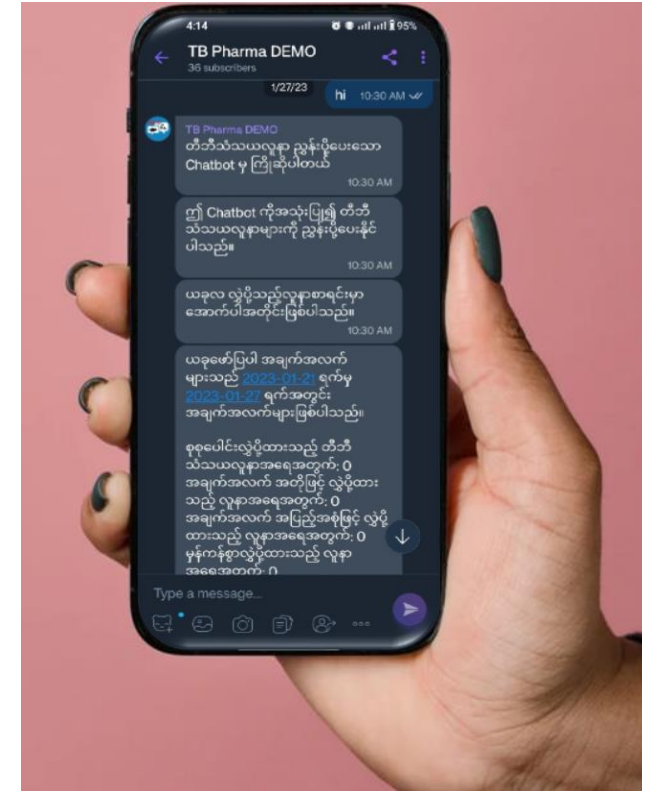 4:14
95%
TB Pharma DEMO
36 subscribers
1/27/23
hi 10:30 AM
TB Pharma DEMO
တီဘီသံသယလူနာ ညွှန်းပို့ပေးသော
Chatbot မှ ကြိုဆိုပါတယ်
10:30 AM
ဤ Chatbot ကိုအသုံးပြု၍ တီဘီ
သံသယလူနာများကို ညွှန်းပို့ပေးနိုင်
ပါသည်။
10:30 AM
ယခုလ လွှဲပို့သည့်လူနာစာရင်းမှာ
အောက်ပါအတိုင်းဖြစ်ပါသည်။
10:30 AM
ယခုဖော်ပြပါ အချက်အလက်
များသည် 2023-01-21 ရက်မှ
2023-01-27 ရက်အတွင်း
အချက်အလက်များဖြစ်ပါသည်။
စုစုပေါင်းလွှဲပို့ထားသည့် တီဘီ
သံသယလူနာအရေအတွက်; 0
အချက်အလက် အတိုဖြင့် လွှဲပို့ထား
သည့် လူနာအရေအတွက်; 0
အချက်အလက် အပြည့်အစုံဖြင့် လွှဲပို့
ထားသည့် လူနာအရေအတွက်; 0
မှန်ကန်စွာလွှဲပို့ထားသည့် လူနာ
အရေအတွက်; 0
Type a message...